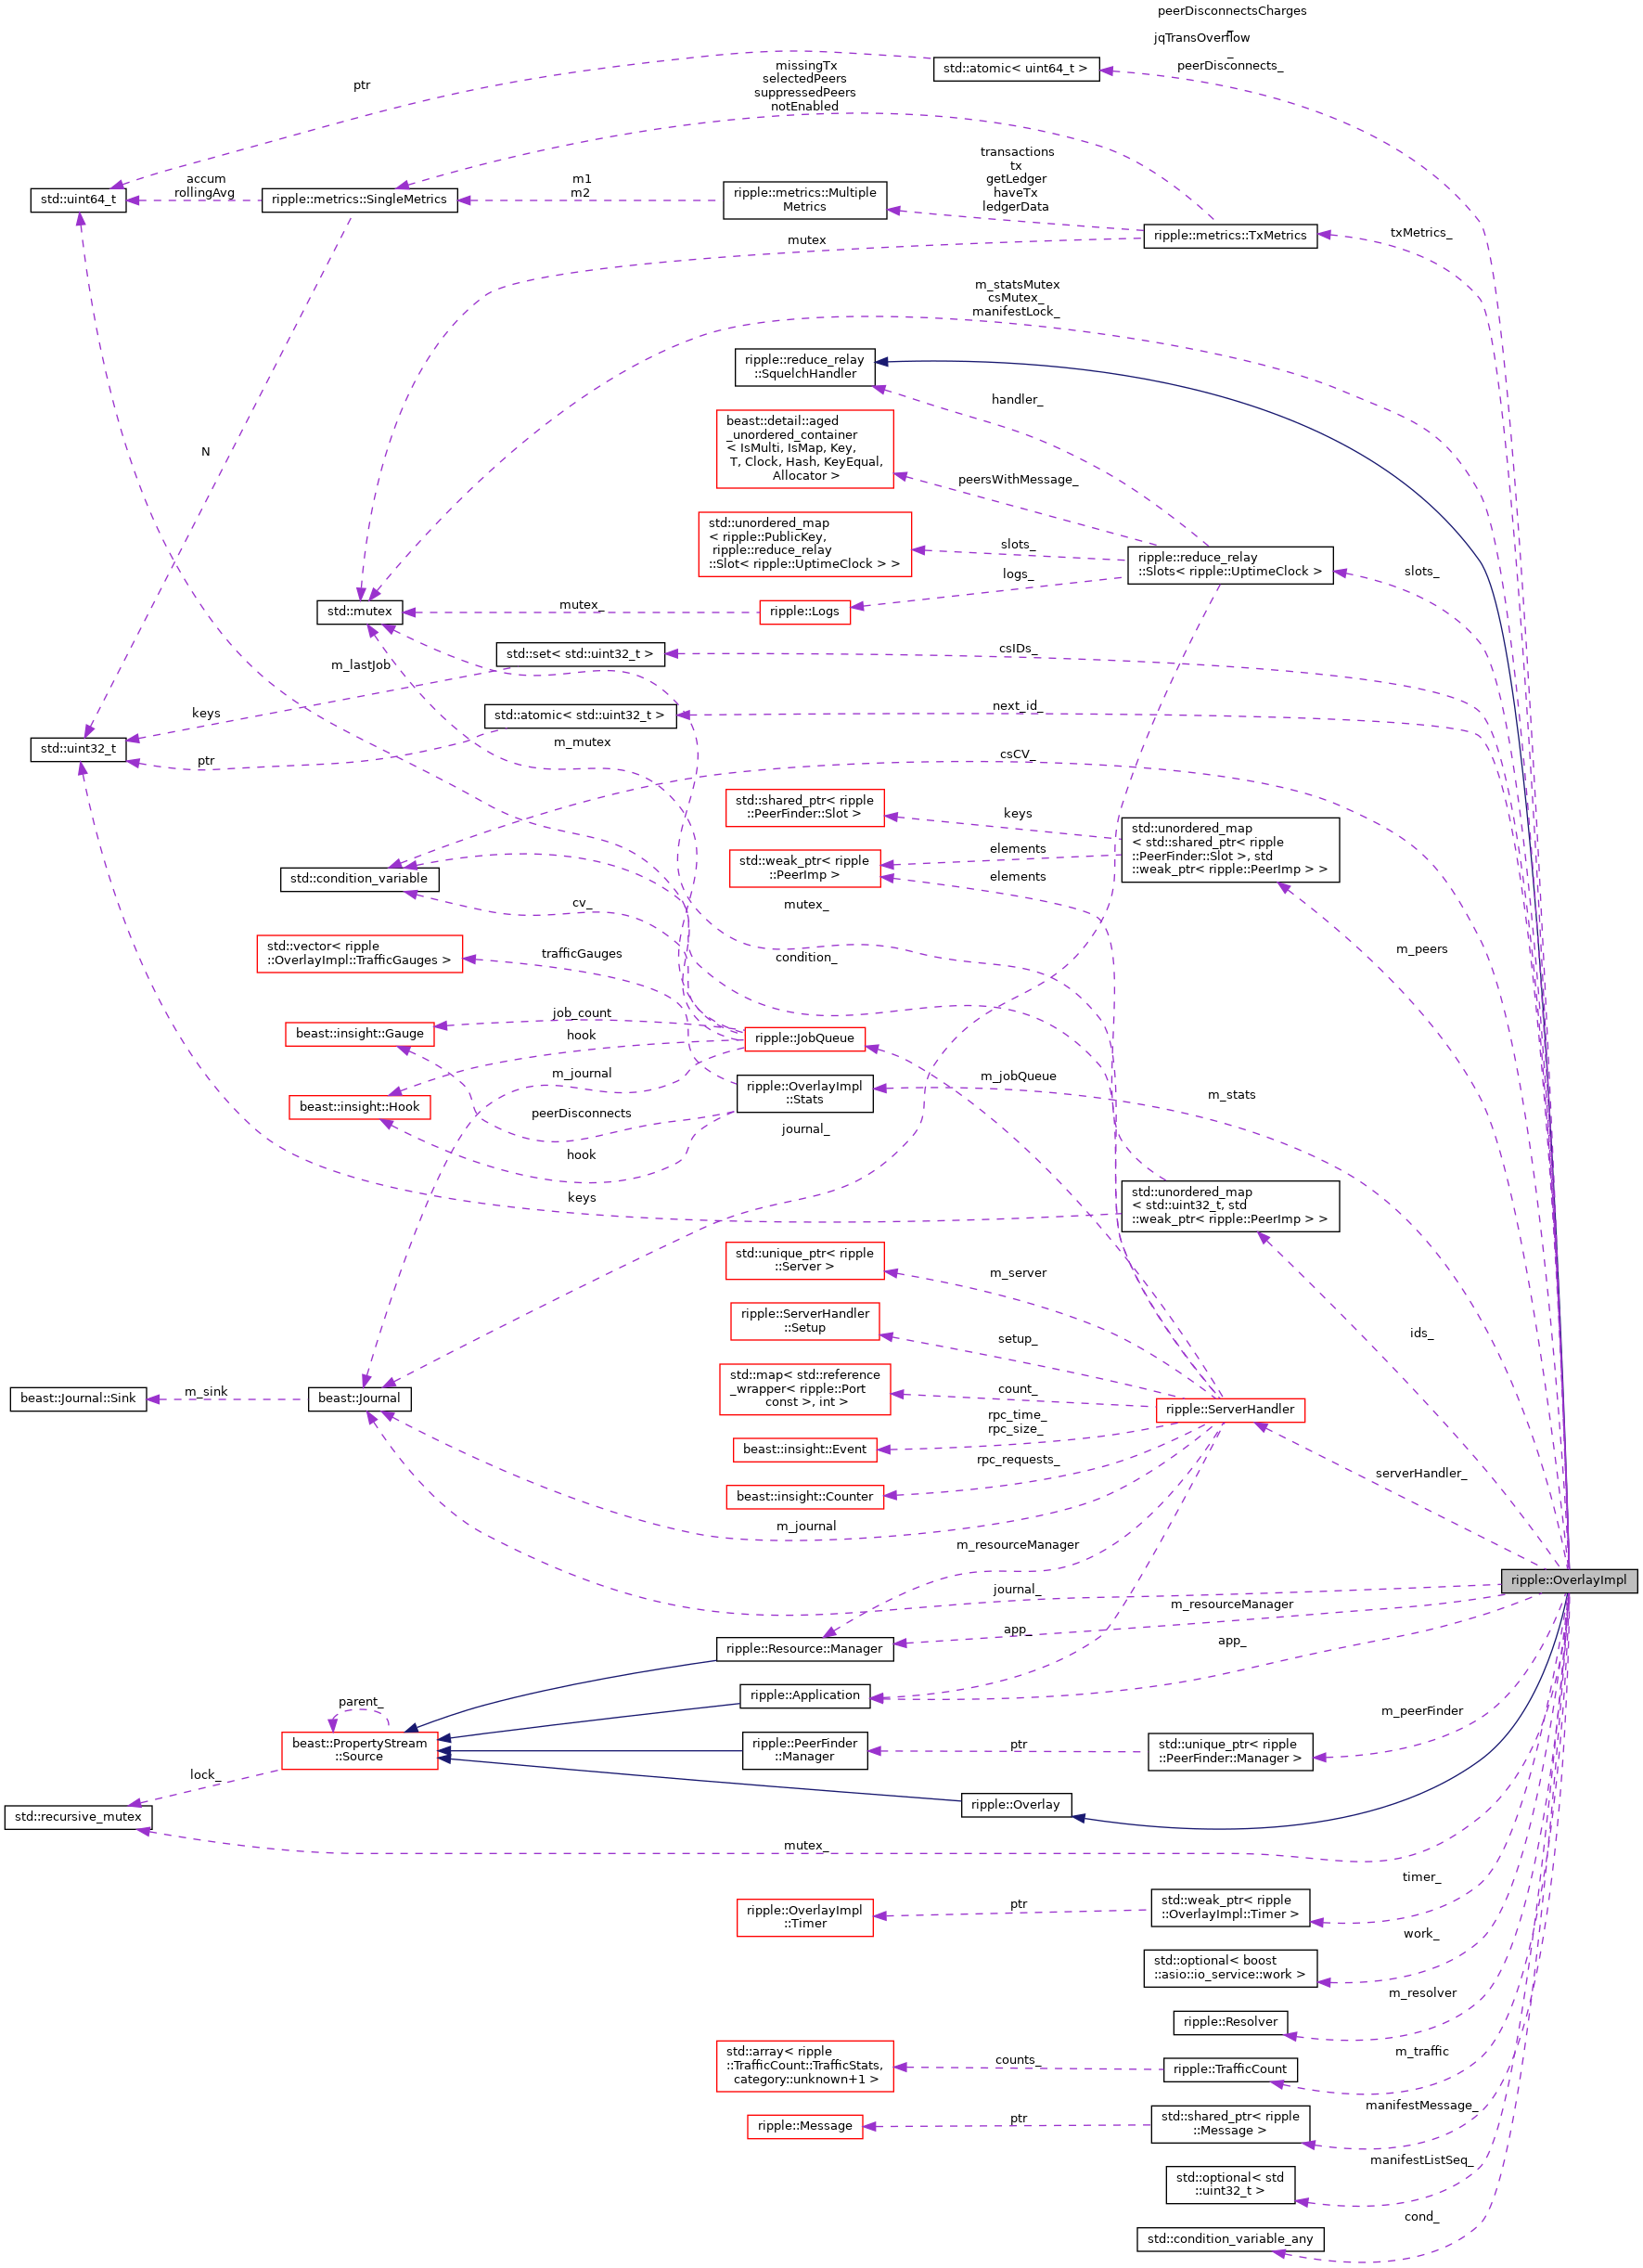 peerDisconnectsCharges
_
jqTransOverflow
_
peerDisconnects_
std::atomic< uint64_t >
ptr
missingTx
selectedPeers
suppressedPeers
notEnabled
transactions
tx
getLedger
haveTx
ledgerData
m1
m2
accum
rollingAvg
std::uint64_t
ripple::metrics::SingleMetrics
ripple::metrics::Multiple
Metrics
ripple::metrics::TxMetrics
txMetrics_
mutex
m_statsMutex
csMutex_
manifestLock_
ripple::reduce_relay
::SquelchHandler
handler_
beast::detail::aged
_unordered_container
< IsMulti, IsMap, Key,
T, Clock, Hash, KeyEqual,
Allocator >
peersWithMessage_
N
std::unordered_map
< ripple::PublicKey,
ripple::reduce_relay
::Slot< ripple::UptimeClock > >
slots_
ripple::reduce_relay
::Slots< ripple::UptimeClock >
slots_
logs_
std::mutex
mutex_
ripple::Logs
m_lastJob
std::set< std::uint32_t >
csIDs_
keys
std::atomic< std::uint32_t >
next_id_
std::uint32_t
ptr
m_mutex
csCV_
std::shared_ptr< ripple
::PeerFinder::Slot >
keys
std::unordered_map
< std::shared_ptr< ripple
::PeerFinder::Slot >, std
::weak_ptr< ripple::PeerImp > >
elements
std::weak_ptr< ripple
::PeerImp >
elements
std::condition_variable
cv_
mutex_
m_peers
std::vector< ripple
::OverlayImpl::TrafficGauges >
trafficGauges
condition_
job_count
beast::insight::Gauge
hook
ripple::JobQueue
m_journal
m_jobQueue
ripple::OverlayImpl
::Stats
m_stats
beast::insight::Hook
peerDisconnects
journal_
hook
keys
std::unordered_map
< std::uint32_t, std
::weak_ptr< ripple::PeerImp > >
std::unique_ptr< ripple
::Server >
m_server
ripple::ServerHandler
::Setup
setup_
ids_
std::map< std::reference
_wrapper< ripple::Port
const >, int >
count_
beast::Journal::Sink
m_sink
beast::Journal
ripple::ServerHandler
rpc_time_
rpc_size_
beast::insight::Event
rpc_requests_
serverHandler_
beast::insight::Counter
m_journal
m_resourceManager
ripple::OverlayImpl
journal_
m_resourceManager
app_
app_
ripple::Resource::Manager
ripple::Application
parent_
beast::PropertyStream
::Source
ripple::PeerFinder
::Manager
ptr
std::unique_ptr< ripple
::PeerFinder::Manager >
m_peerFinder
lock_
std::recursive_mutex
ripple::Overlay
mutex_
timer_
ripple::OverlayImpl
::Timer
ptr
std::weak_ptr< ripple
::OverlayImpl::Timer >
work_
std::optional< boost
::asio::io_service::work >
m_resolver
ripple::Resolver
std::array< ripple
::TrafficCount::TrafficStats,
category::unknown+1 >
counts_
ripple::TrafficCount
m_traffic
manifestMessage_
ripple::Message
ptr
std::shared_ptr< ripple
::Message >
manifestListSeq_
std::optional< std
::uint32_t >
cond_
std::condition_variable_any